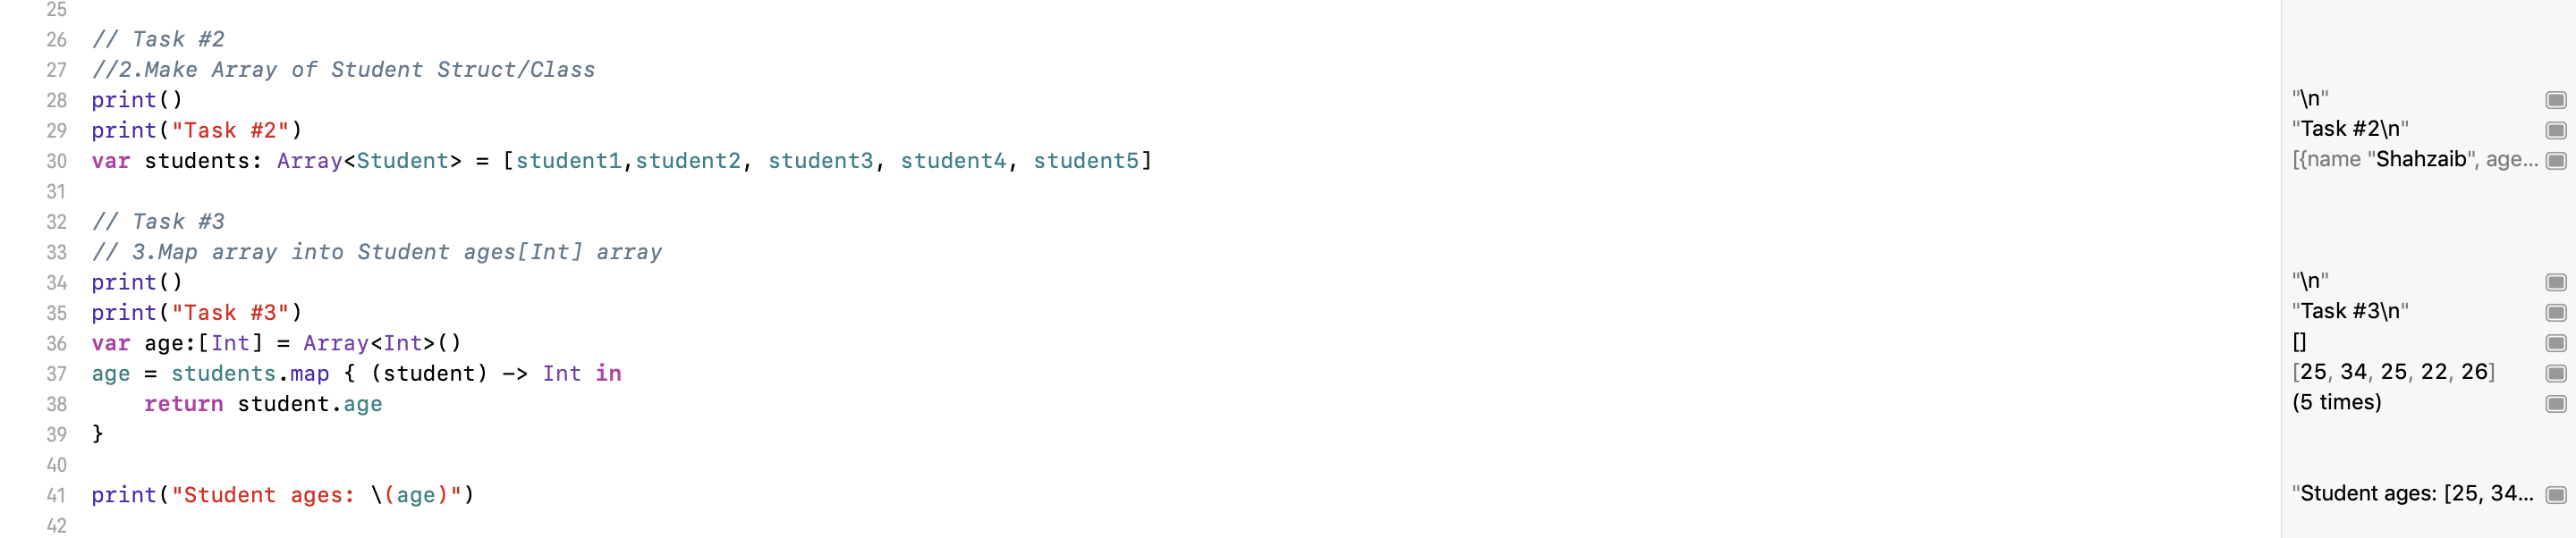 25
26 // Task #2
27 //2.Make Array of Student Struct/Class
28 print() "\n"
29 print("Task #2") "Task #2\n"
30 var students: Array<Student> = [student1,student2, student3, student4, student5] [{name "Shahzaib", age...
31
32 // Task #3
33 // 3.Map array into Student ages[Int] array
34 print() "\n"
35 print("Task #3") "Task #3\n"
36 var age:[Int] = Array<Int>() []
37 age = students.map { (student) -> Int in [25, 34, 25, 22, 26]
38     return student.age (5 times)
39 }
40
41 print("Student ages: \(age)") "Student ages: [25, 34...
42